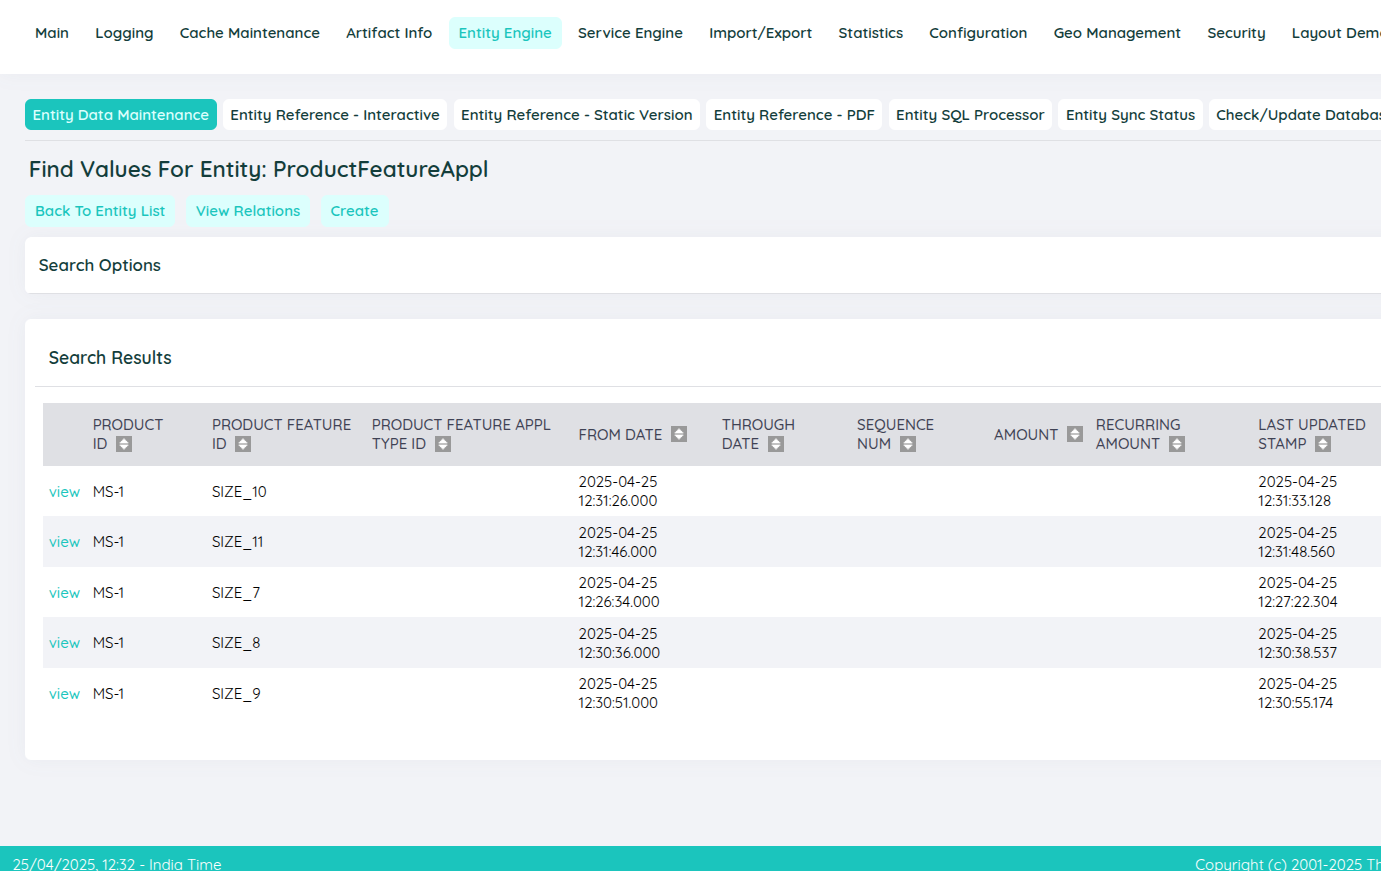 Main Logging Cache Maintenance Artifact Info Entity Engine Service Engine Import/Export Statistics Configuration Geo Management Security Layout Dem
Entity Data Maintenance Entity Reference - Interactive Entity Reference - Static Version Entity Reference - PDF Entity SQL Processor Entity Sync Status Check/Update Databas
Find Values For Entity: ProductFeatureAppl
Back To Entity List View Relations Create
Search Options
Search Results
PRODUCT ID PRODUCT FEATURE ID PRODUCT FEATURE APPL TYPE ID FROM DATE THROUGH DATE SEQUENCE NUM AMOUNT RECURRING AMOUNT LAST UPDATED STAMP
view MS-1 SIZE_10 2025-04-25 12:31:26.000 2025-04-25 12:31:33.128
view MS-1 SIZE_11 2025-04-25 12:31:46.000 2025-04-25 12:31:48.560
view MS-1 SIZE_7 2025-04-25 12:26:34.000 2025-04-25 12:27:22.304
view MS-1 SIZE_8 2025-04-25 12:30:36.000 2025-04-25 12:30:38.537
view MS-1 SIZE_9 2025-04-25 12:30:51.000 2025-04-25 12:30:55.174
25/04/2025, 12:32 - India Time Copyright (c) 2001-2025 Th